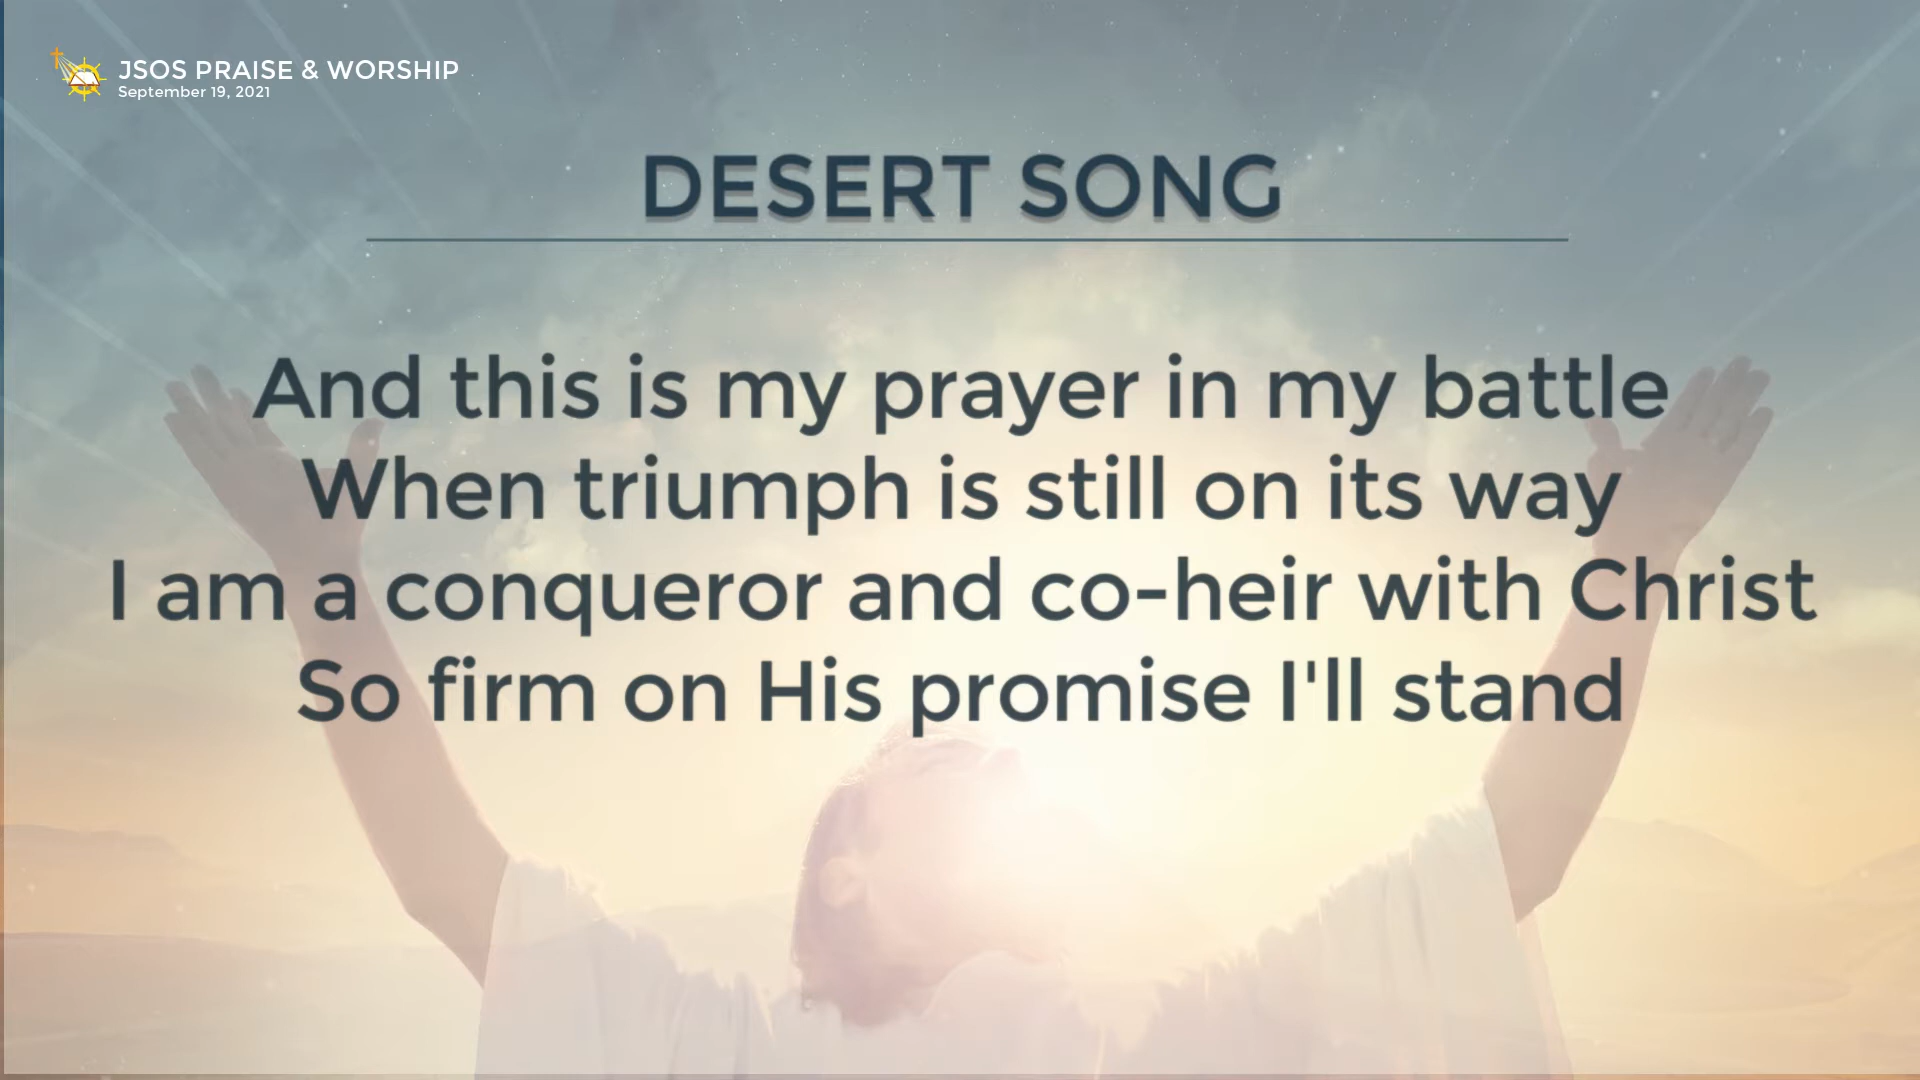 JSOS PRAISE & WORSHIP
September 19, 2021
DESERT SONG
And this is my prayer in my battle
When triumph is still on its way
I am a conqueror and co-heir with Christ
So firm on His promise I'll stand